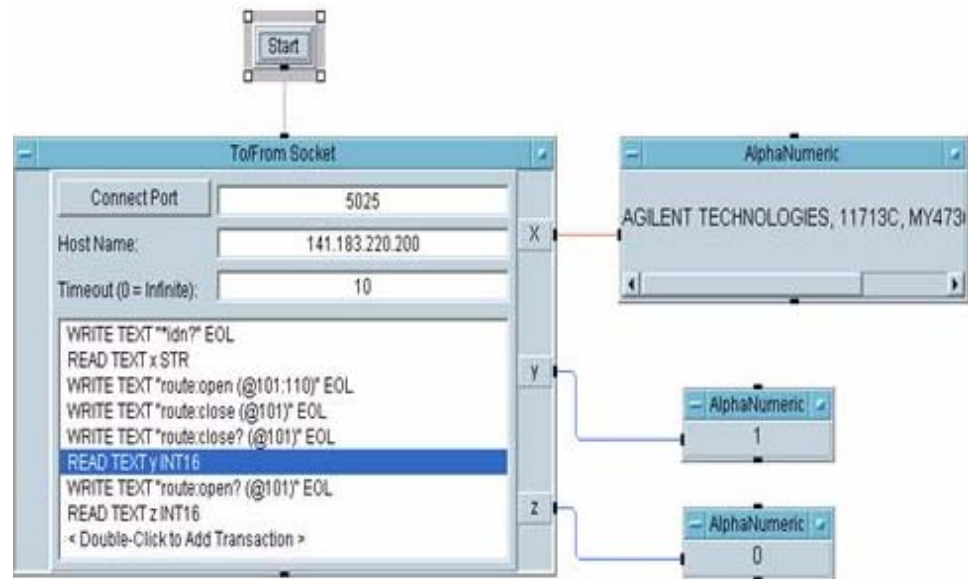 Start
To/From Socket
Connect Port
5025
Host Name:
141.183.220.200
Timeout (0 = Infinite):
10
WRITE TEXT "*idn?" EOL
READ TEXT x STR
WRITE TEXT "route:open (@101:110)" EOL
WRITE TEXT "route:close (@101)" EOL
WRITE TEXT "route:close? (@101)" EOL
READ TEXT y INT16
WRITE TEXT "route:open? (@101)" EOL
READ TEXT z INT16
< Double-Click to Add Transaction >
X
y
z
AlphaNumeric
AGILENT TECHNOLOGIES, 11713C, MY473
AlphaNumeric
1
AlphaNumeric
0